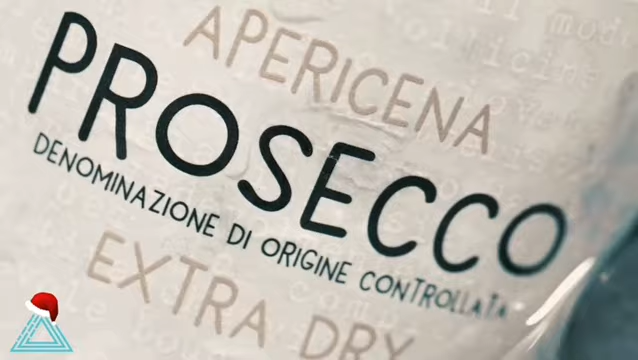 APERICENA
PROSECCO
DENOMINAZIONE DI ORIGINE CONTROLLATA
EXTRA DRY